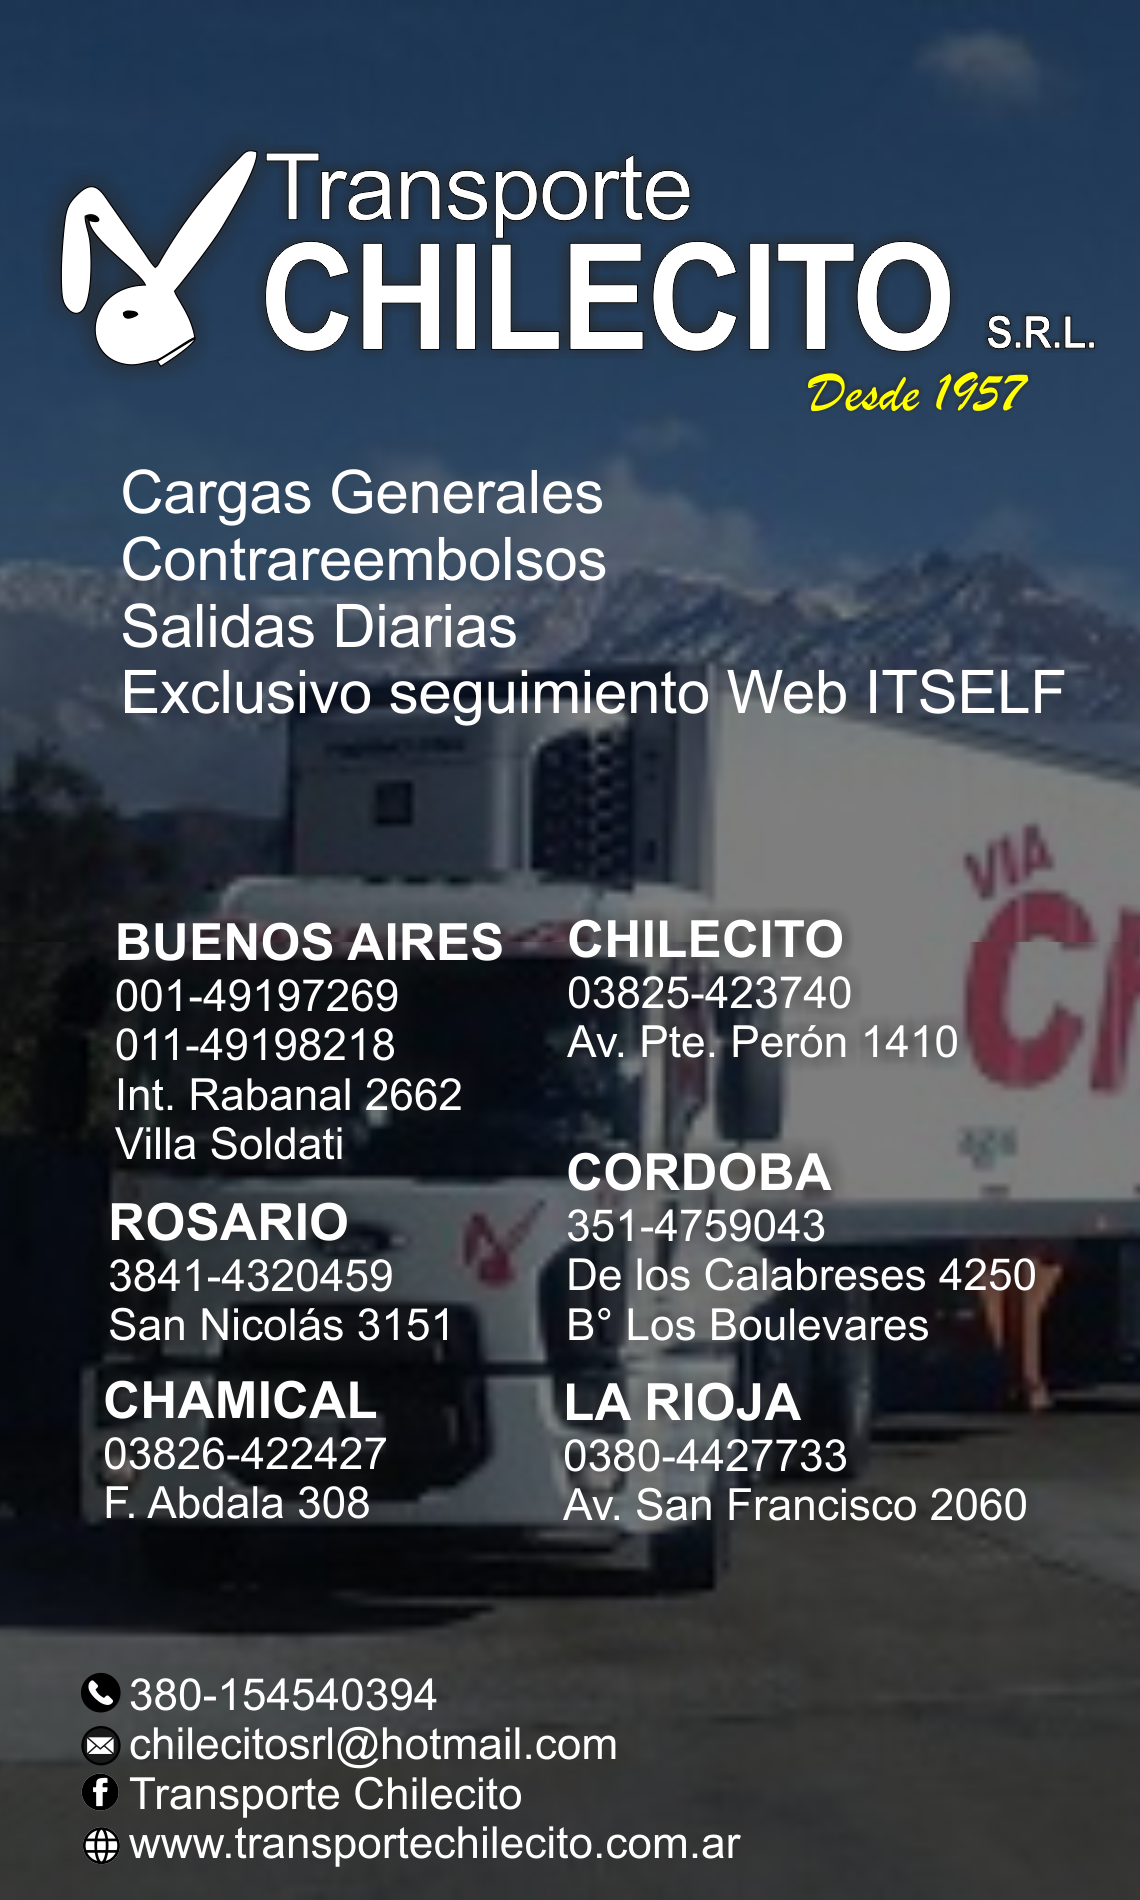 Transporte
CHILECITO S.R.L.
Desde 1957
Cargas Generales
Contrareembolsos
Salidas Diarias
Exclusivo seguimiento Web ITSELF
VIA
BUENOS AIRES
001-49197269
011-49198218
Int. Rabanal 2662
Villa Soldati
CHILECITO
03825-423740
Av. Pte. Perón 1410
ROSARIO
3841-4320459
San Nicolás 3151
CORDOBA
351-4759043
De los Calabreses 4250
B° Los Boulevares
CHAMICAL
03826-422427
F. Abdala 308
LA RIOJA
0380-4427733
Av. San Francisco 2060
380-154540394
chilecitosrl@hotmail.com
Transporte Chilecito
www.transportechilecito.com.ar